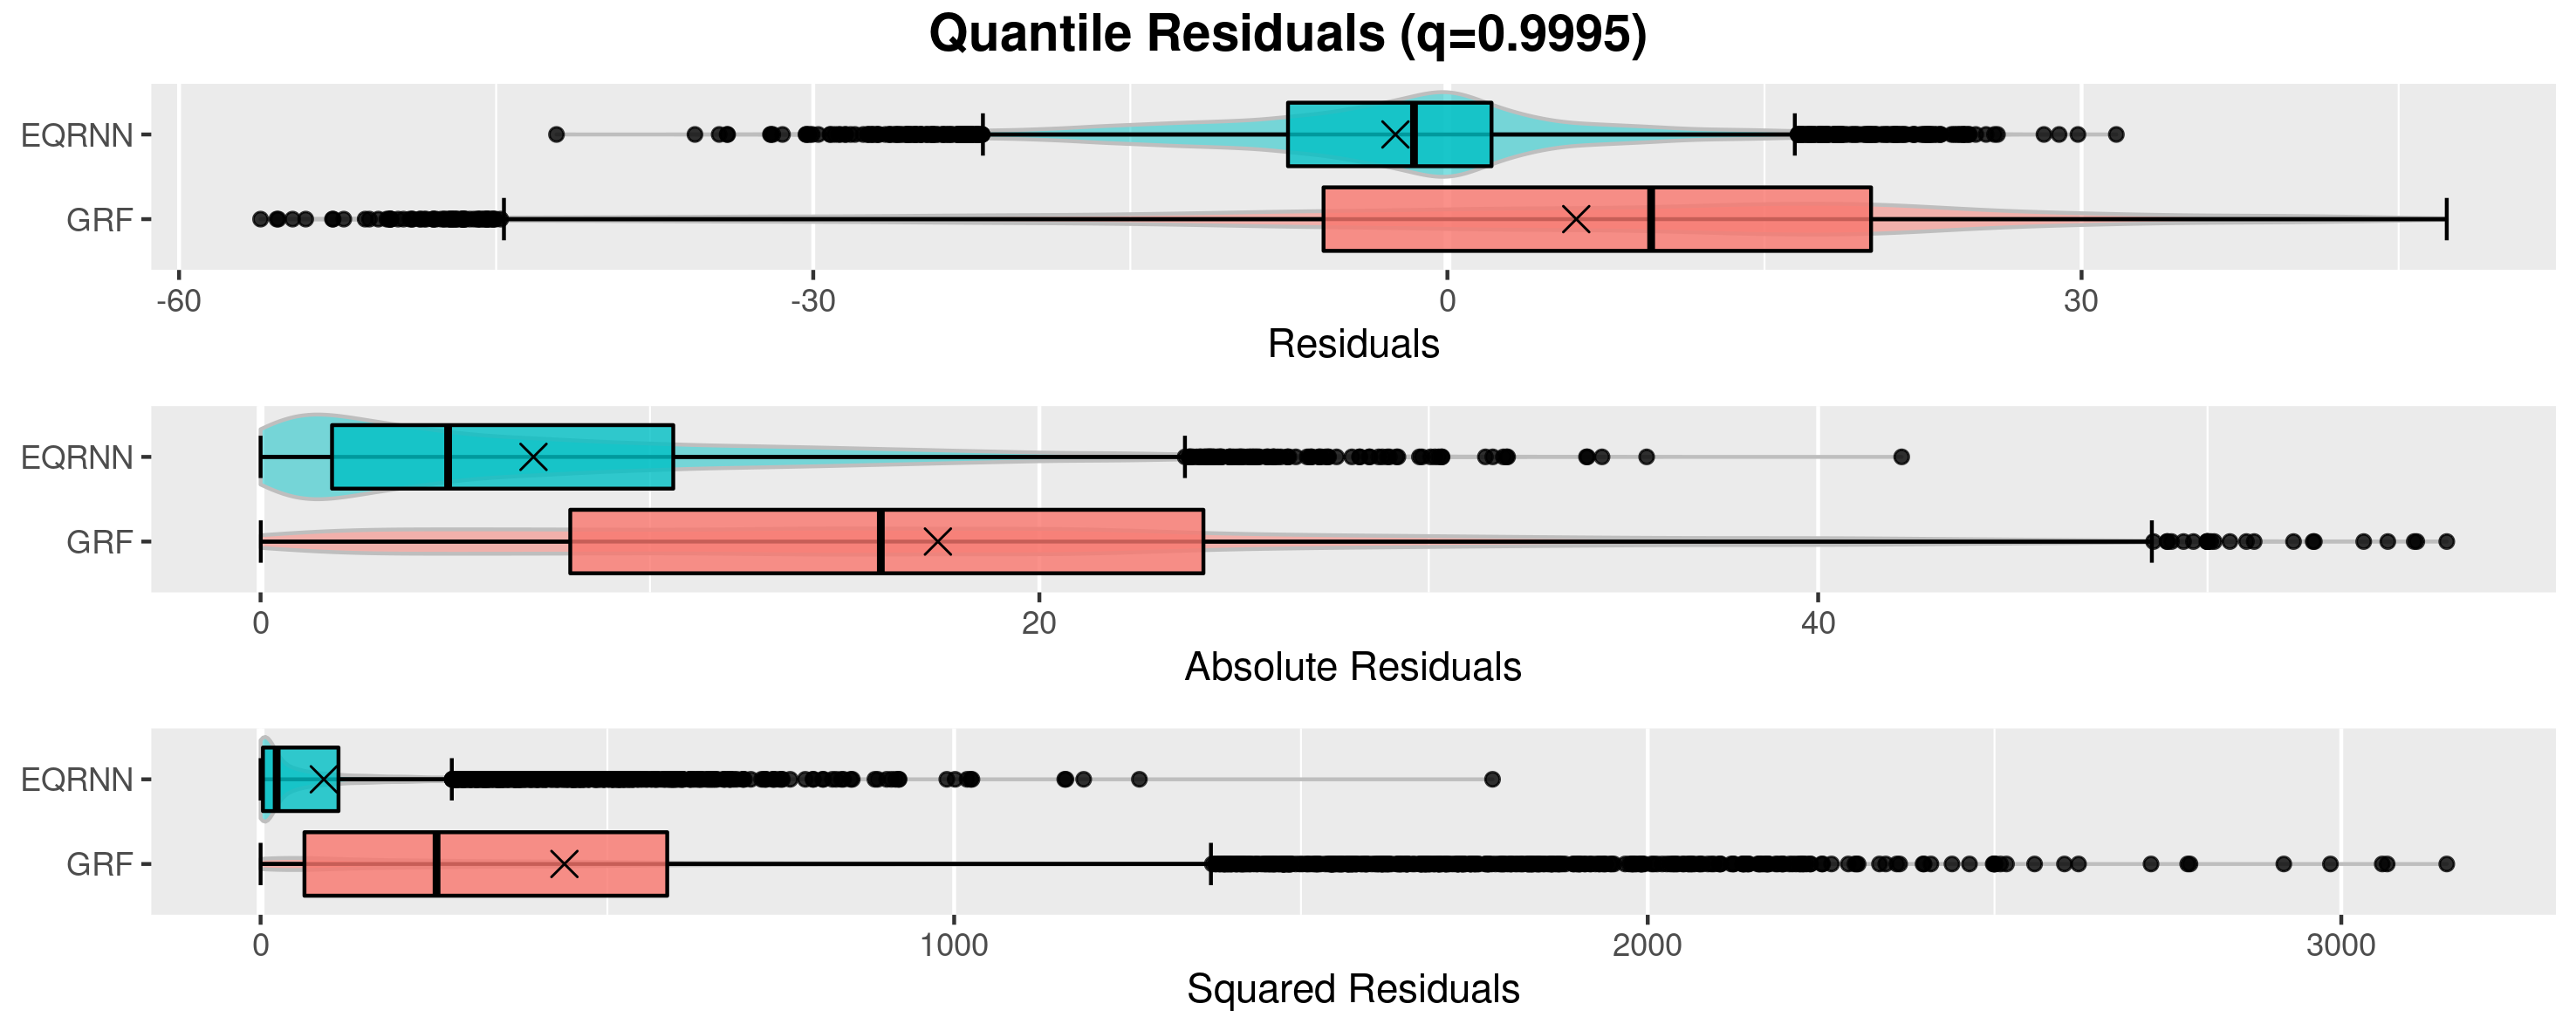 Quantile Residuals (q=0.9995)
EQRNN
GRF
-60 -30 0 30
Residuals
EQRNN
GRF
0 20 40
Absolute Residuals
EQRNN
GRF
0 1000 2000 3000
Squared Residuals